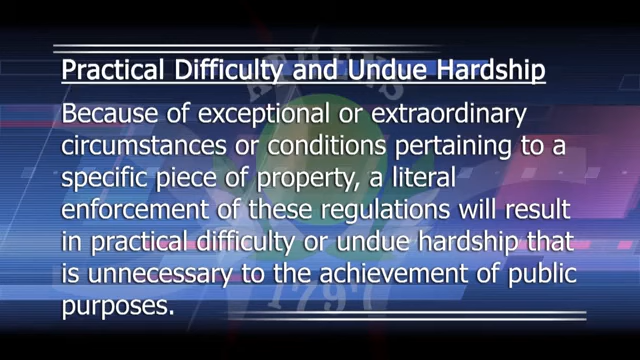 Practical Difficulty and Undue Hardship
Because of exceptional or extraordinary
circumstances or conditions pertaining to a
specific piece of property, a literal
enforcement of these regulations will result
in practical difficulty or undue hardship that
is unnecessary to the achievement of public
purposes.
ATHENS
1797